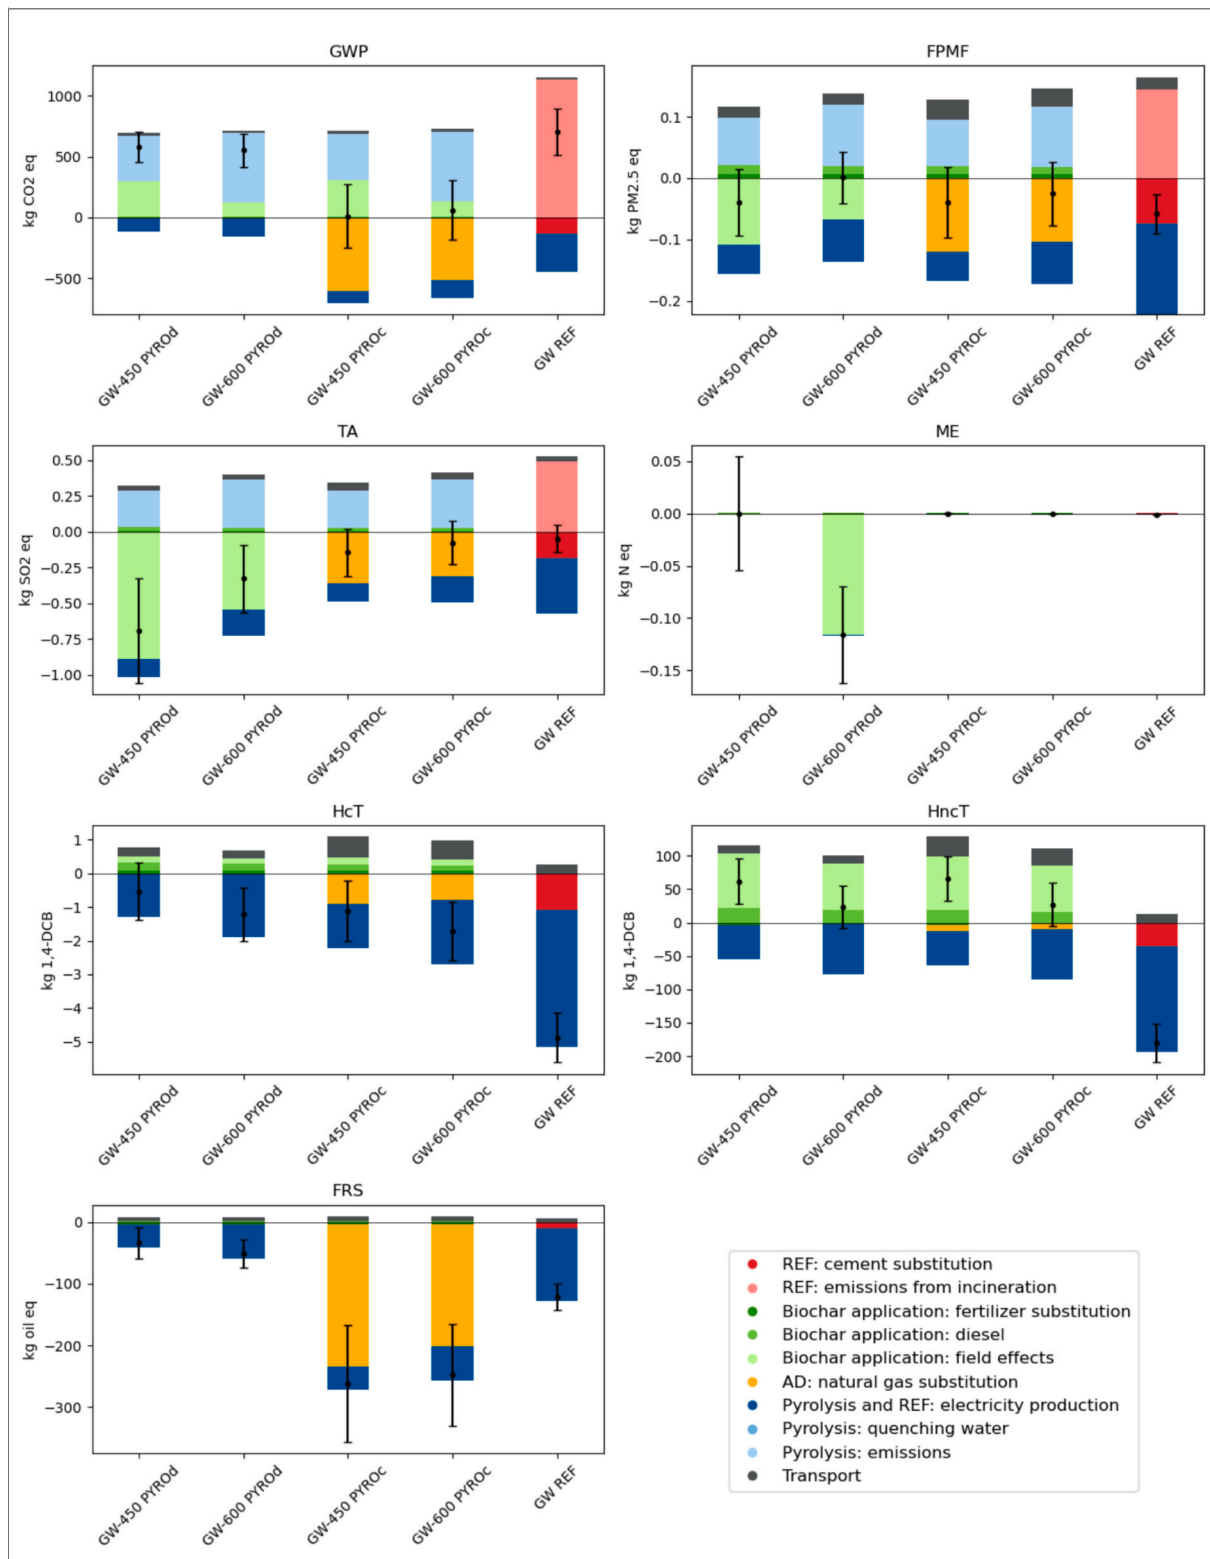 GWP
kg CO2 eq
1000
500
0
−500
GW-450 PYROd
GW-600 PYROd
GW-450 PYROc
GW-600 PYROc
GW REF
FPMF
kg PM2.5 eq
0.1
0.0
−0.1
−0.2
GW-450 PYROd
GW-600 PYROd
GW-450 PYROc
GW-600 PYROc
GW REF
TA
kg SO2 eq
0.50
0.25
0.00
−0.25
−0.50
−0.75
−1.00
GW-450 PYROd
GW-600 PYROd
GW-450 PYROc
GW-600 PYROc
GW REF
ME
kg N eq
0.05
0.00
−0.05
−0.10
−0.15
GW-450 PYROd
GW-600 PYROd
GW-450 PYROc
GW-600 PYROc
GW REF
HcT
kg 1,4-DCB
1
0
−1
−2
−3
−4
−5
GW-450 PYROd
GW-600 PYROd
GW-450 PYROc
GW-600 PYROc
GW REF
HncT
kg 1,4-DCB
100
50
0
−50
−100
−150
−200
GW-450 PYROd
GW-600 PYROd
GW-450 PYROc
GW-600 PYROc
GW REF
FRS
kg oil eq
0
−100
−200
−300
GW-450 PYROd
GW-600 PYROd
GW-450 PYROc
GW-600 PYROc
GW REF
REF: cement substitution
REF: emissions from incineration
Biochar application: fertilizer substitution
Biochar application: diesel
Biochar application: field effects
AD: natural gas substitution
Pyrolysis and REF: electricity production
Pyrolysis: quenching water
Pyrolysis: emissions
Transport